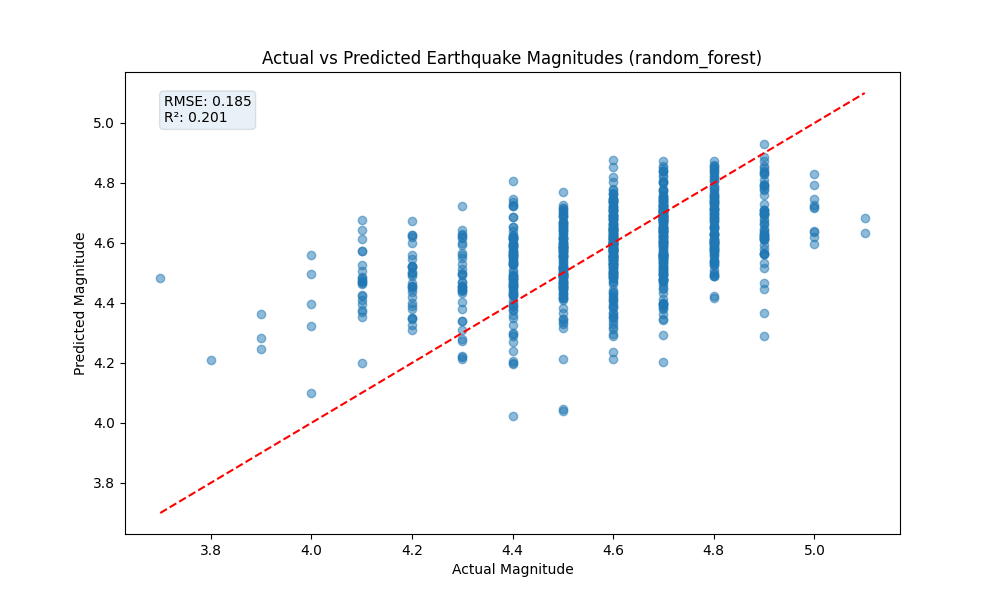 Actual vs Predicted Earthquake Magnitudes (random_forest)
RMSE: 0.185
R²: 0.201
Predicted Magnitude
5.0
4.8
4.6
4.4
4.2
4.0
3.8
3.8 4.0 4.2 4.4 4.6 4.8 5.0
Actual Magnitude